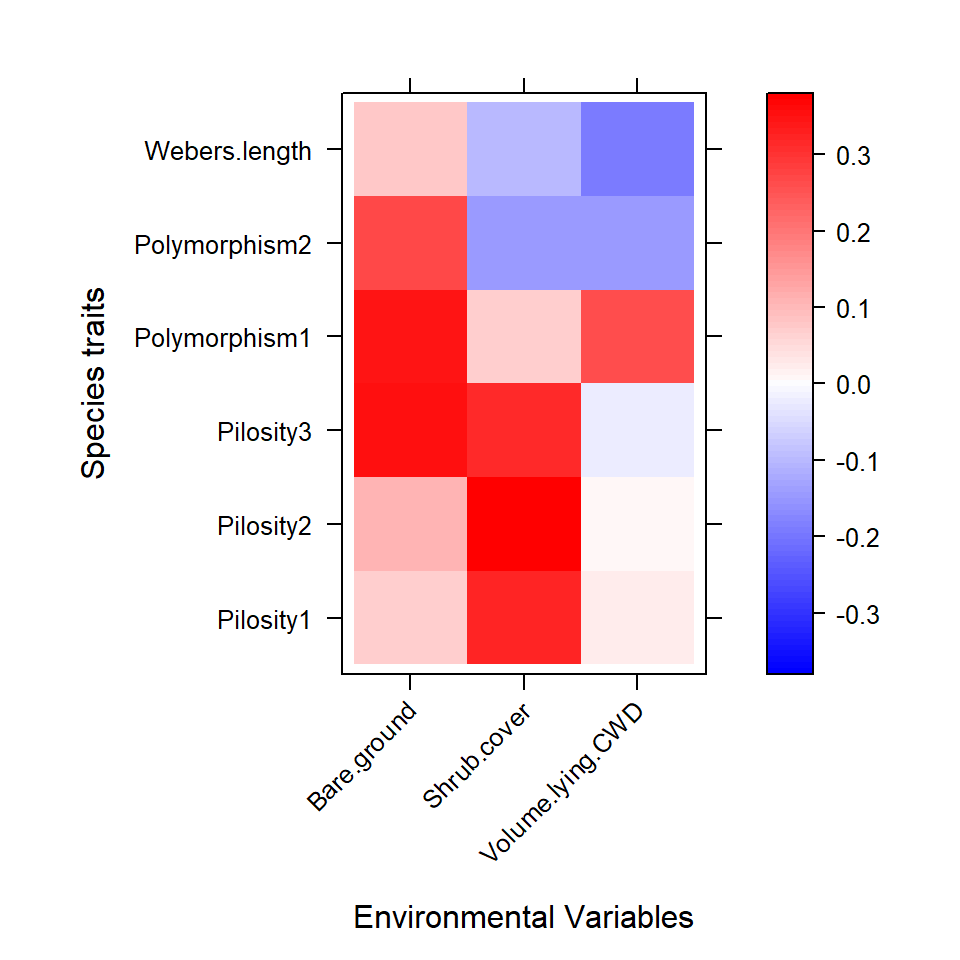 Webers.length
Polymorphism2
Polymorphism1
Pilosity3
Pilosity2
Pilosity1
Species traits
Bare.ground
Shrub.cover
Volume.lying.CWD
Environmental Variables
0.3
0.2
0.1
0.0
-0.1
-0.2
-0.3